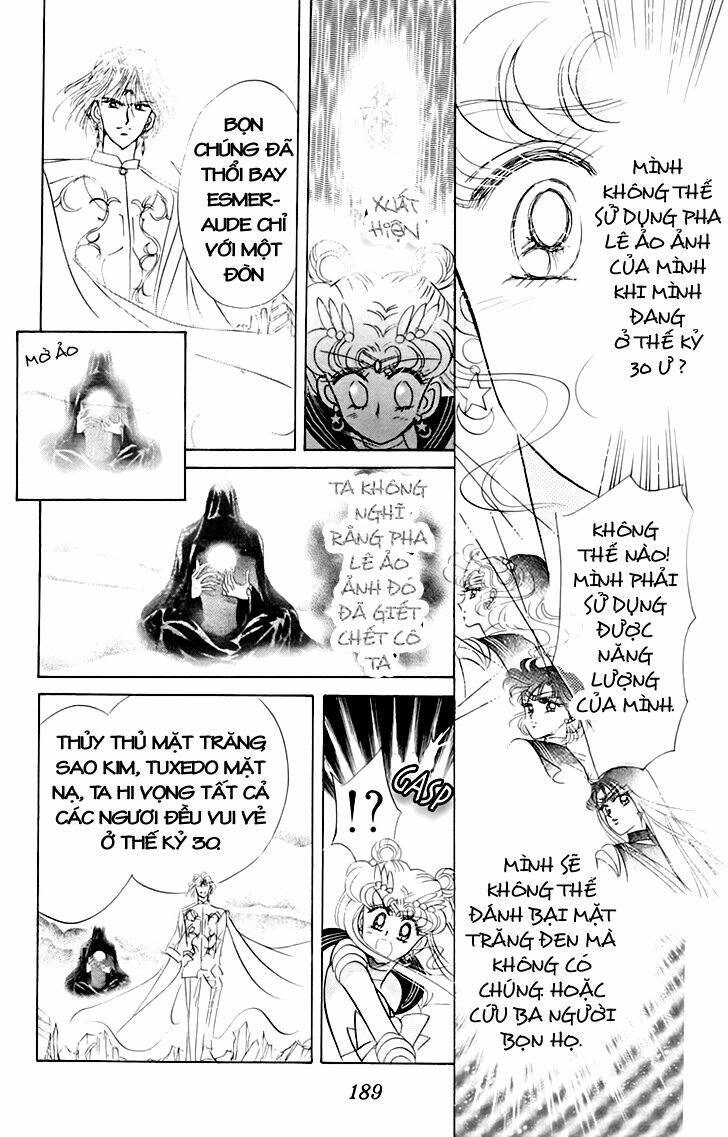 MÌNH
KHÔNG THỂ
SỬ DỤNG PHA
LÊ ẢO ẢNH
CỦA MÌNH
KHI MÌNH
ĐANG
Ở THẾ KỶ
30 Ư?
KHÔNG
THỂ NÀO!
MÌNH PHẢI
SỬ DỤNG
ĐƯỢC
NĂNG
LƯỢNG
CỦA MÌNH.
MÌNH SẼ
KHÔNG THỂ
ĐÁNH BẠI MẶT
TRĂNG ĐEN MÀ
KHÔNG CÓ
CHÚNG HOẶC
CỨU BA NGƯỜI
BỌN HỌ.
XUẤT
HIỆN
BỌN
CHÚNG ĐÃ
THỔI BAY
ESMER-
AUDE CHỈ
VỚI MỘT
ĐÒN
MỜ ẢO
TA KHÔNG
NGHĨ
RẰNG PHA
LÊ ẢO
ẢNH ĐÓ
ĐÃ GIẾT
CHẾT CÔ
TA
GASP
!?
THỦY THỦ MẶT TRĂNG
SAO KIM, TUXEDO MẶT
NẠ, TA HI VỌNG TẤT CẢ
CÁC NGƯƠI ĐỀU VUI VẺ
Ở THẾ KỶ 30.
189